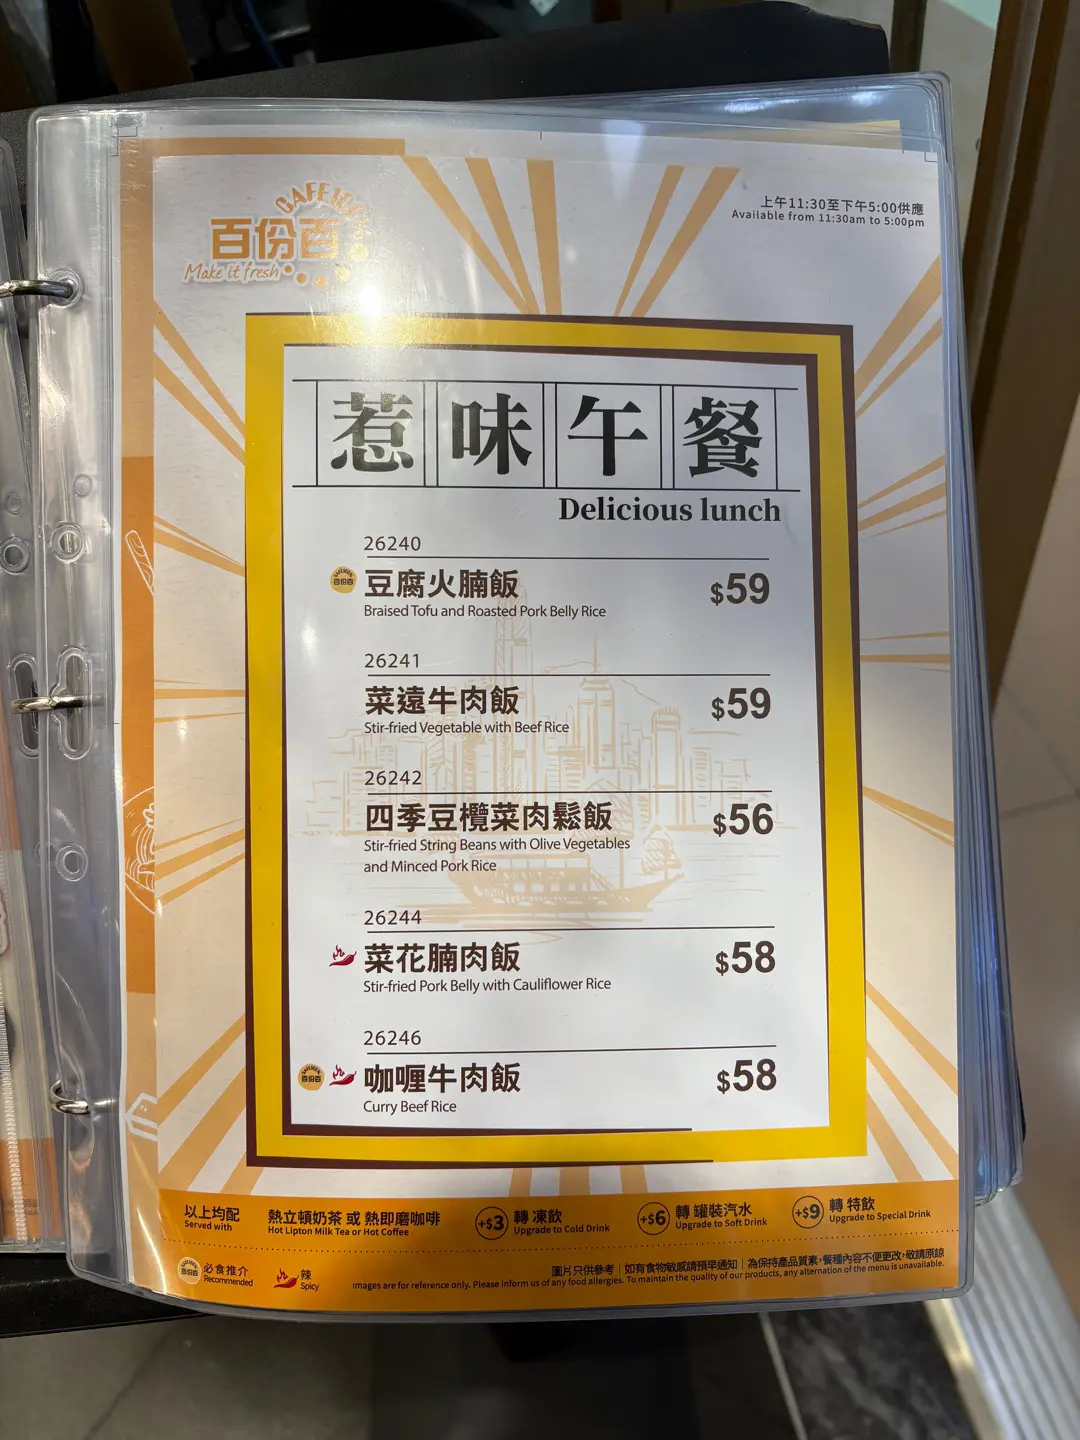 CAFE100%
百份百
Make it fresh
上午11:30至下午5:00供應
Available from 11:30am to 5:00pm
惹味午餐
Delicious lunch
26240
豆腐火腩飯 $59
Braised Tofu and Roasted Pork Belly Rice
26241
菜遠牛肉飯 $59
Stir-fried Vegetable with Beef Rice
26242
四季豆欖菜肉鬆飯 $56
Stir-fried String Beans with Olive Vegetables
and Minced Pork Rice
26244
菜花腩肉飯 $58
Stir-fried Pork Belly with Cauliflower Rice
26246
咖喱牛肉飯 $58
Curry Beef Rice
以上均配 熱立頓奶茶 或 熱即磨咖啡 +$3 轉 凍飲 +$6 轉 罐裝汽水 +$9 轉 特飲
Served with Hot Lipton Milk Tea or Hot Coffee Upgrade to Cold Drink Upgrade to Soft Drink Upgrade to Special Drink
百份百 必食推介 辣 圖片只供參考｜如有食物敏感請預早通知｜為保持產品質素，餐種內容不便更改，敬請原諒
Recommended Spicy Images are for reference only. Please inform us of any food allergies. To maintain the quality of our products, any alternation of the menu is unavailable.